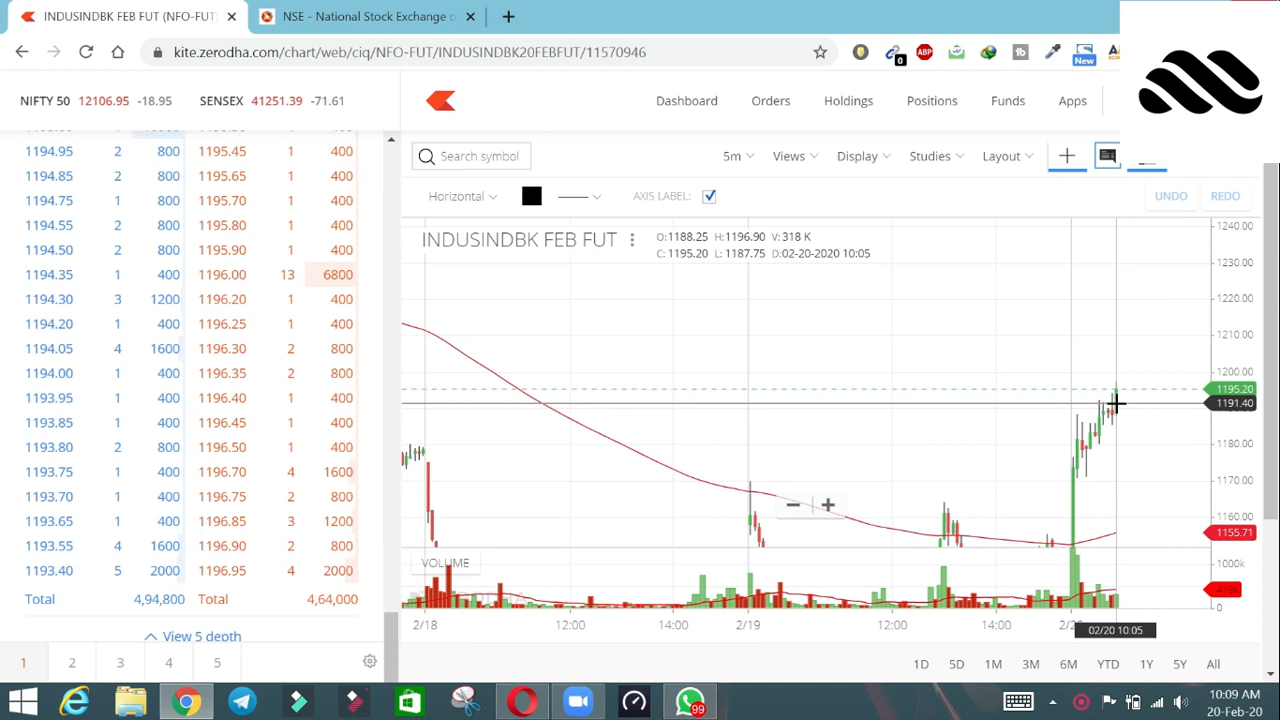 INDUSINDBK FEB FUT (NFO-FUT)
NSE - National Stock Exchange o
kite.zerodha.com/chart/web/ciq/NFO-FUT/INDUSINDBK20FEBFUT/11570946
0
ABP
fb
New
NIFTY 50 12106.95 -18.95 SENSEX 41251.39 -71.61
Dashboard Orders Holdings Positions Funds Apps
1194.95 2 800 1195.45 1 400
1194.85 2 800 1195.65 1 400
1194.75 1 800 1195.70 1 400
1194.55 2 800 1195.80 1 400
1194.50 2 800 1195.90 1 400
1194.35 1 400 1196.00 13 6800
1194.30 3 1200 1196.20 1 400
1194.20 1 400 1196.25 1 400
1194.05 4 1600 1196.30 2 800
1194.00 1 400 1196.35 2 800
1193.95 1 400 1196.40 1 400
1193.85 1 400 1196.45 1 400
1193.80 2 800 1196.50 1 400
1193.75 1 400 1196.70 4 1600
1193.70 1 400 1196.75 2 800
1193.65 1 400 1196.85 3 1200
1193.55 4 1600 1196.90 2 800
1193.40 5 2000 1196.95 4 2000
Total 4,94,800 Total 4,64,000
View 5 depth
1 2 3 4 5
Search symbol
5m Views Display Studies Layout
Horizontal AXIS LABEL: UNDO REDO
INDUSINDBK FEB FUT
O:1188.25 H:1196.90 V:318 K
C:1195.20 L:1187.75 D:02-20-2020 10:05
1240.00
1230.00
1220.00
1210.00
1200.00
1195.20
1191.40
1180.00
1170.00
1160.00
1155.71
VOLUME
1000k
0
2/18 12:00 14:00 2/19 12:00 14:00
02/20 10:05
1D 5D 1M 3M 6M YTD 1Y 5Y All
99
10:09 AM
20-Feb-20